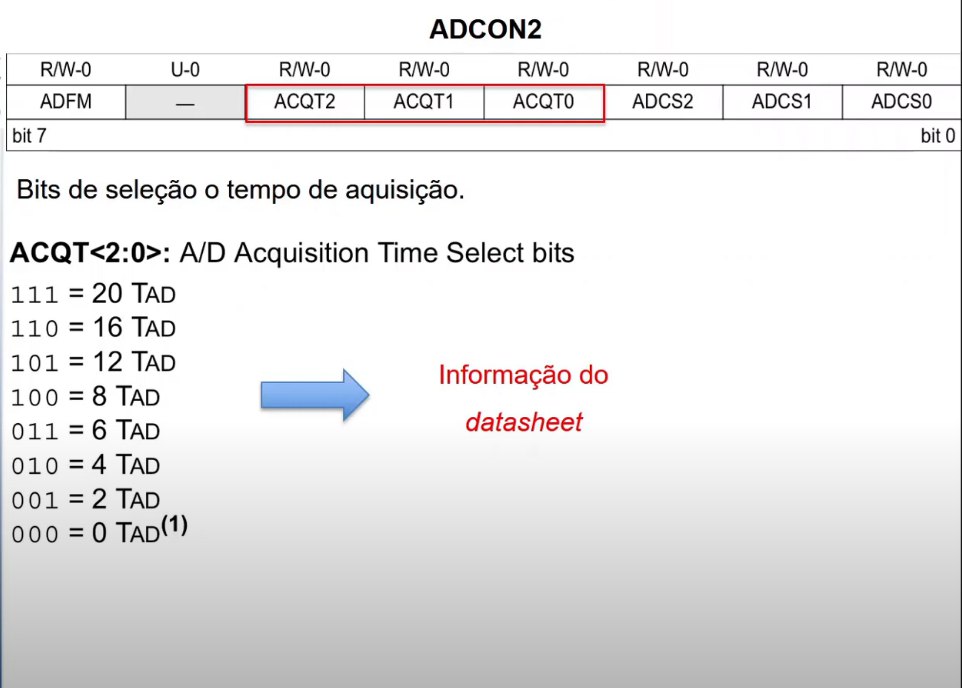 ADCON2
R/W-0 U-0 R/W-0 R/W-0 R/W-0 R/W-0 R/W-0 R/W-0
ADFM — ACQT2 ACQT1 ACQT0 ADCS2 ADCS1 ADCS0
bit 7 bit 0
Bits de seleção o tempo de aquisição.
ACQT<2:0>: A/D Acquisition Time Select bits
111 = 20 TAD
110 = 16 TAD
101 = 12 TAD
100 = 8 TAD
011 = 6 TAD
010 = 4 TAD
001 = 2 TAD
000 = 0 TAD(1)
Informação do
datasheet